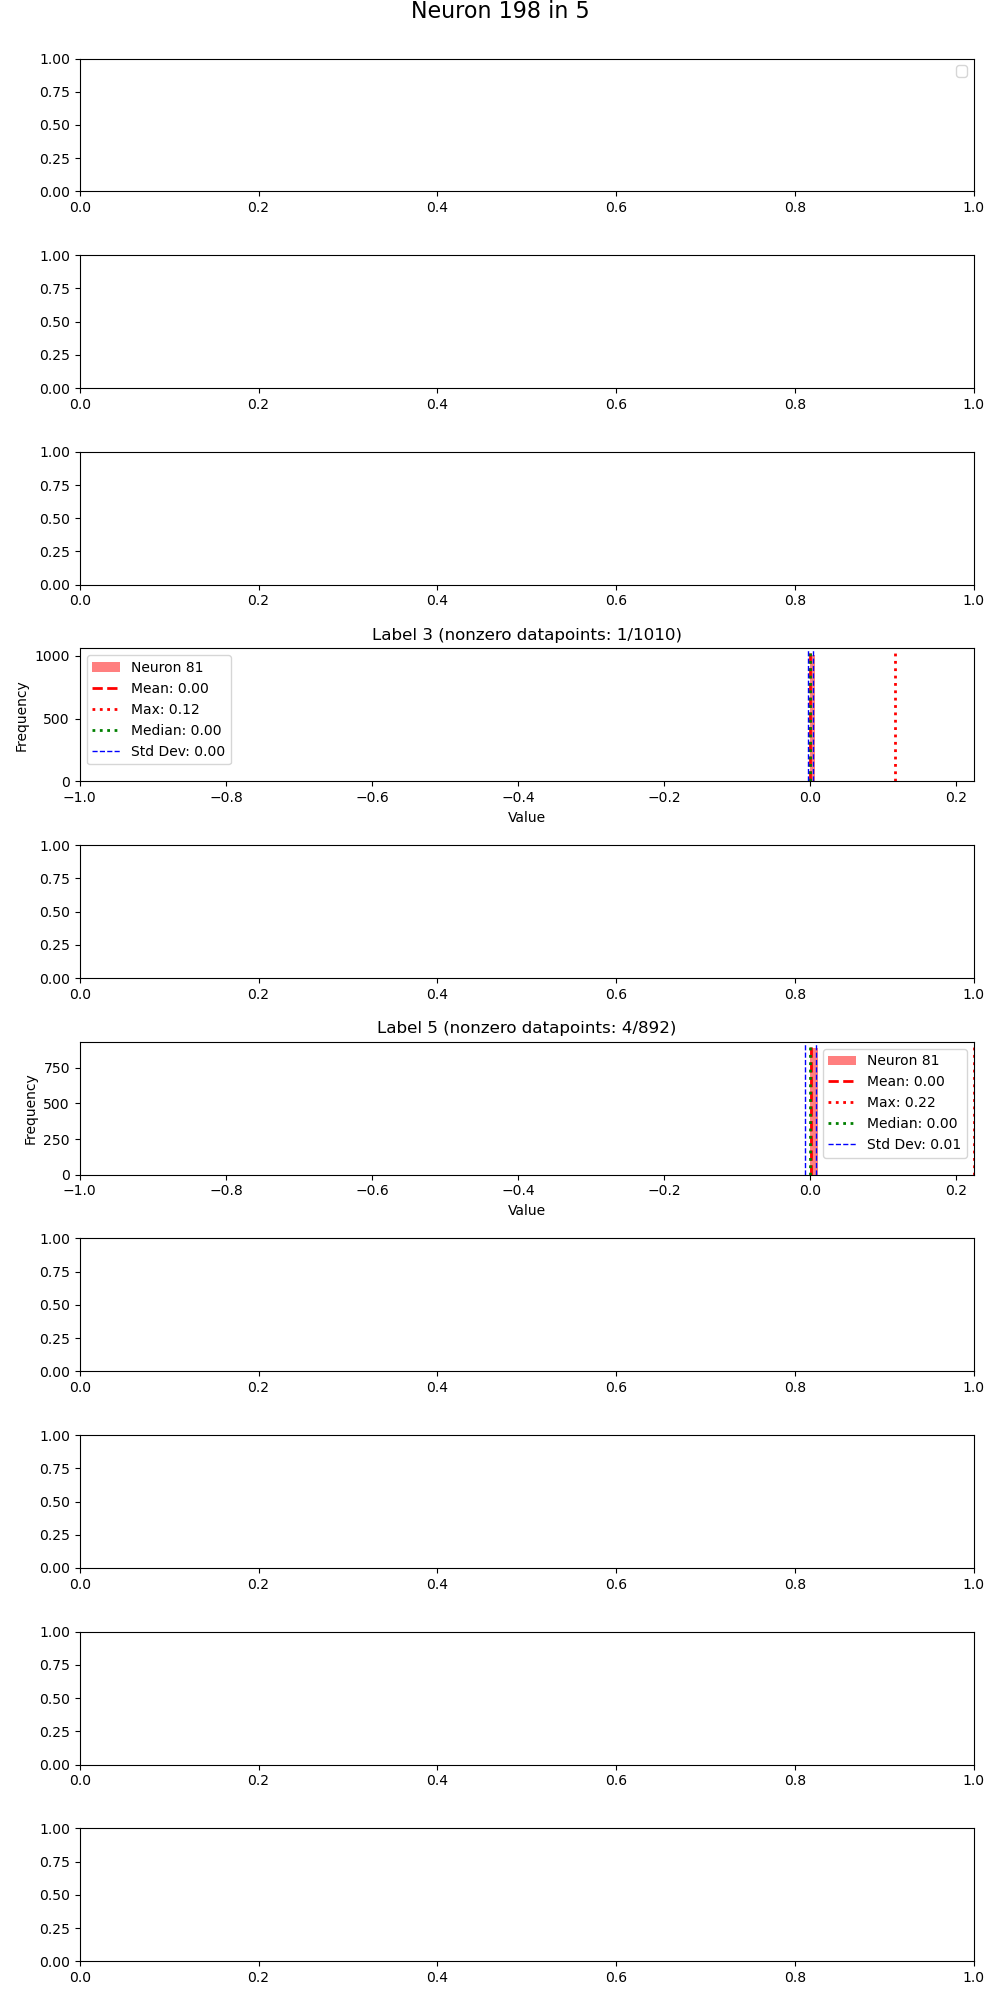 Neuron 198 in 5
1.00
0.75
0.50
0.25
0.00
0.0 0.2 0.4 0.6 0.8 1.0
1.00
0.75
0.50
0.25
0.00
0.0 0.2 0.4 0.6 0.8 1.0
1.00
0.75
0.50
0.25
0.00
0.0 0.2 0.4 0.6 0.8 1.0
Label 3 (nonzero datapoints: 1/1010)
Frequency
1000
500
0
Neuron 81
Mean: 0.00
Max: 0.12
Median: 0.00
Std Dev: 0.00
−1.0 −0.8 −0.6 −0.4 −0.2 0.0 0.2
Value
1.00
0.75
0.50
0.25
0.00
0.0 0.2 0.4 0.6 0.8 1.0
Label 5 (nonzero datapoints: 4/892)
Frequency
750
500
250
0
Neuron 81
Mean: 0.00
Max: 0.22
Median: 0.00
Std Dev: 0.01
−1.0 −0.8 −0.6 −0.4 −0.2 0.0 0.2
Value
1.00
0.75
0.50
0.25
0.00
0.0 0.2 0.4 0.6 0.8 1.0
1.00
0.75
0.50
0.25
0.00
0.0 0.2 0.4 0.6 0.8 1.0
1.00
0.75
0.50
0.25
0.00
0.0 0.2 0.4 0.6 0.8 1.0
1.00
0.75
0.50
0.25
0.00
0.0 0.2 0.4 0.6 0.8 1.0